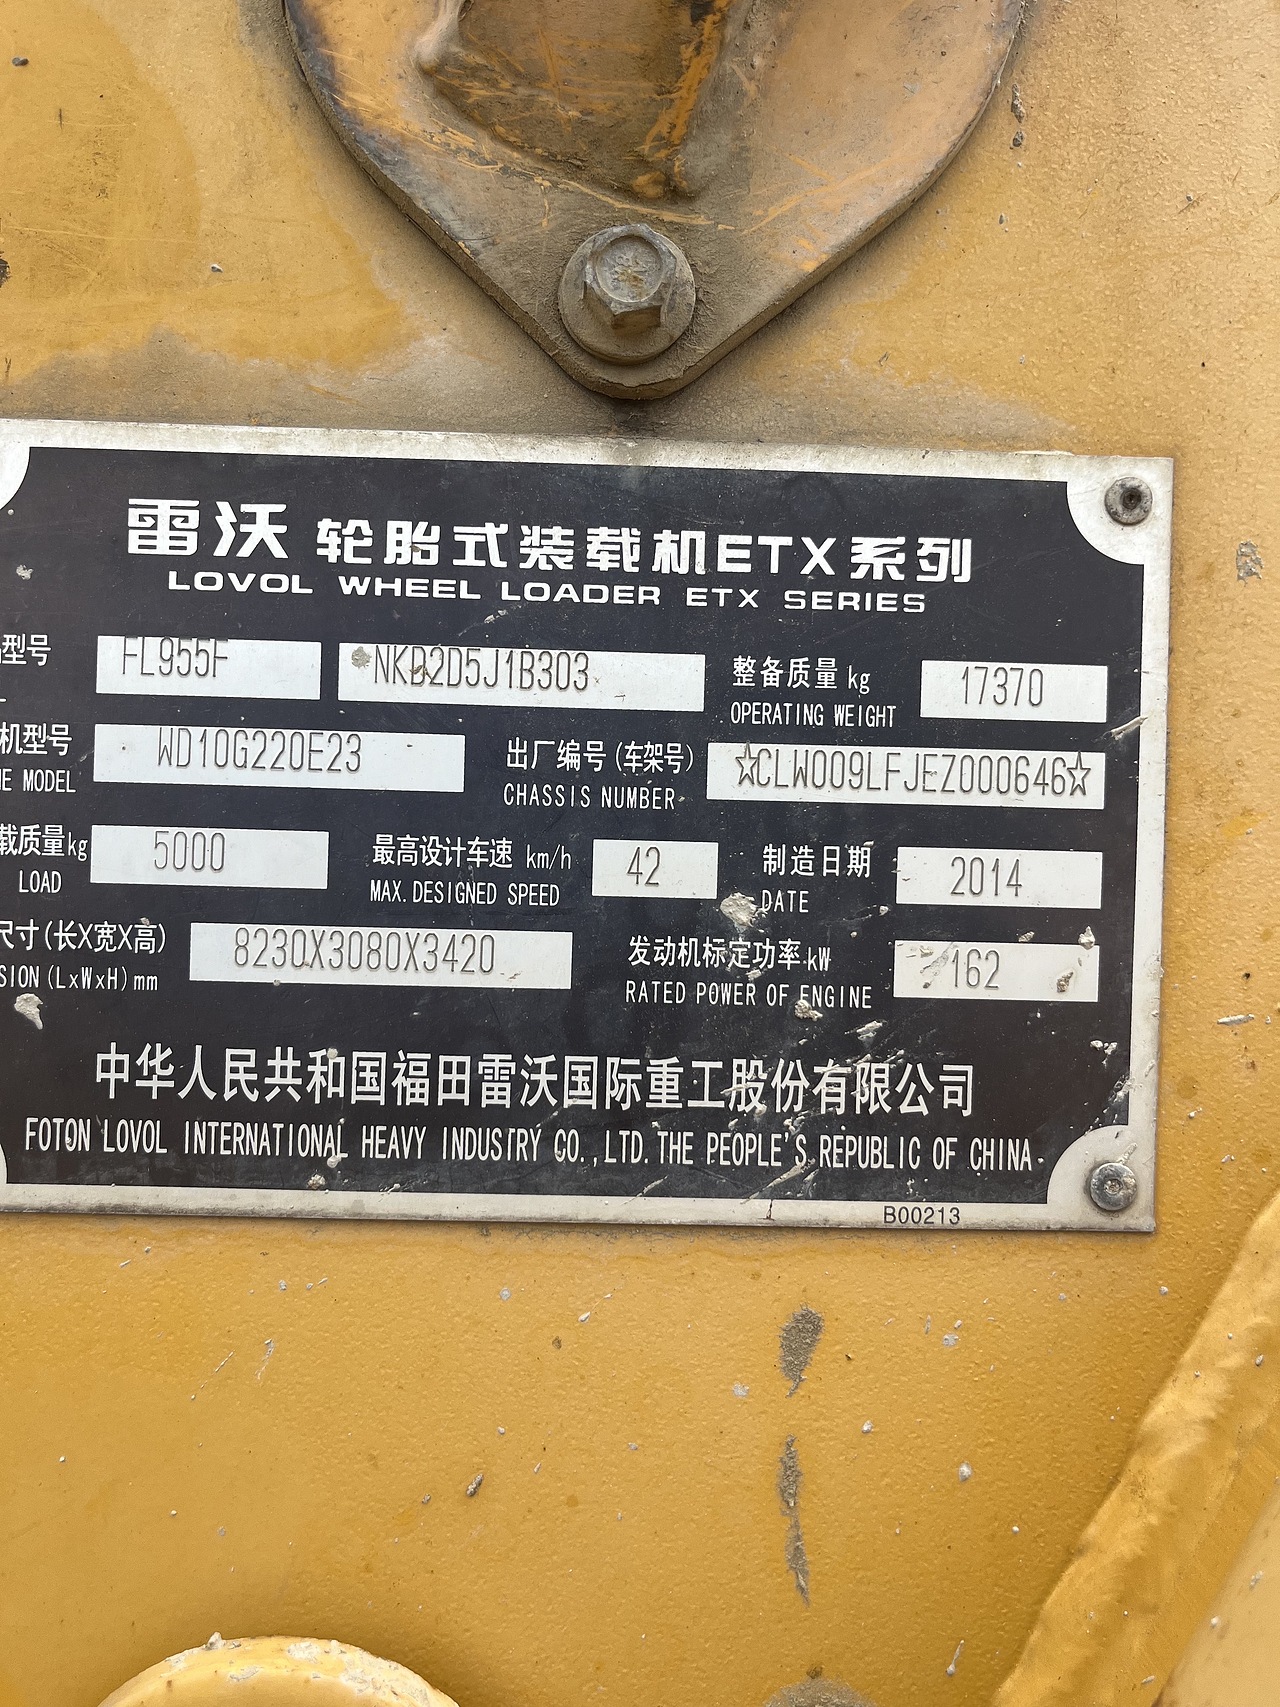 雷沃 轮胎式装载机ETX系列
LOVOL WHEEL LOADER ETX SERIES
型号 FL955F NKD2D5J1B303 整备质量 kg 17370
OPERATING WEIGHT
机型号 WD10G220E23 出厂编号(车架号) ☆CLW009LFJEZ000646☆
MODEL CHASSIS NUMBER
载质量kg 5000 最高设计车速 km/h 42 制造日期 2014
LOAD MAX.DESIGNED SPEED DATE
尺寸(长X宽X高) 8230X3080X3420 发动机标定功率 kW 162
SION(LxWxH)mm RATED POWER OF ENGINE
中华人民共和国福田雷沃国际重工股份有限公司
FOTON LOVOL INTERNATIONAL HEAVY INDUSTRY CO.,LTD.THE PEOPLE'S REPUBLIC OF CHINA
B00213